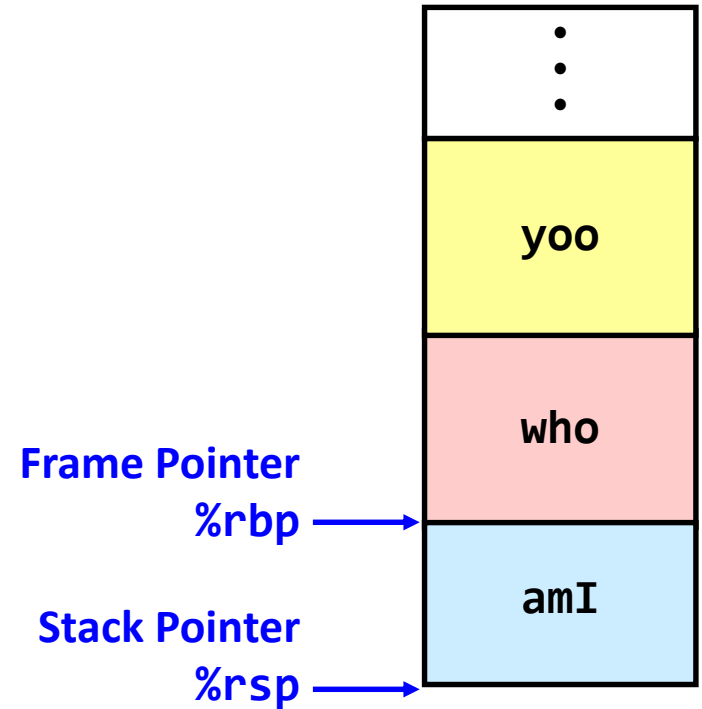 yoo
who
Frame Pointer
%rbp
amI
Stack Pointer
%rsp